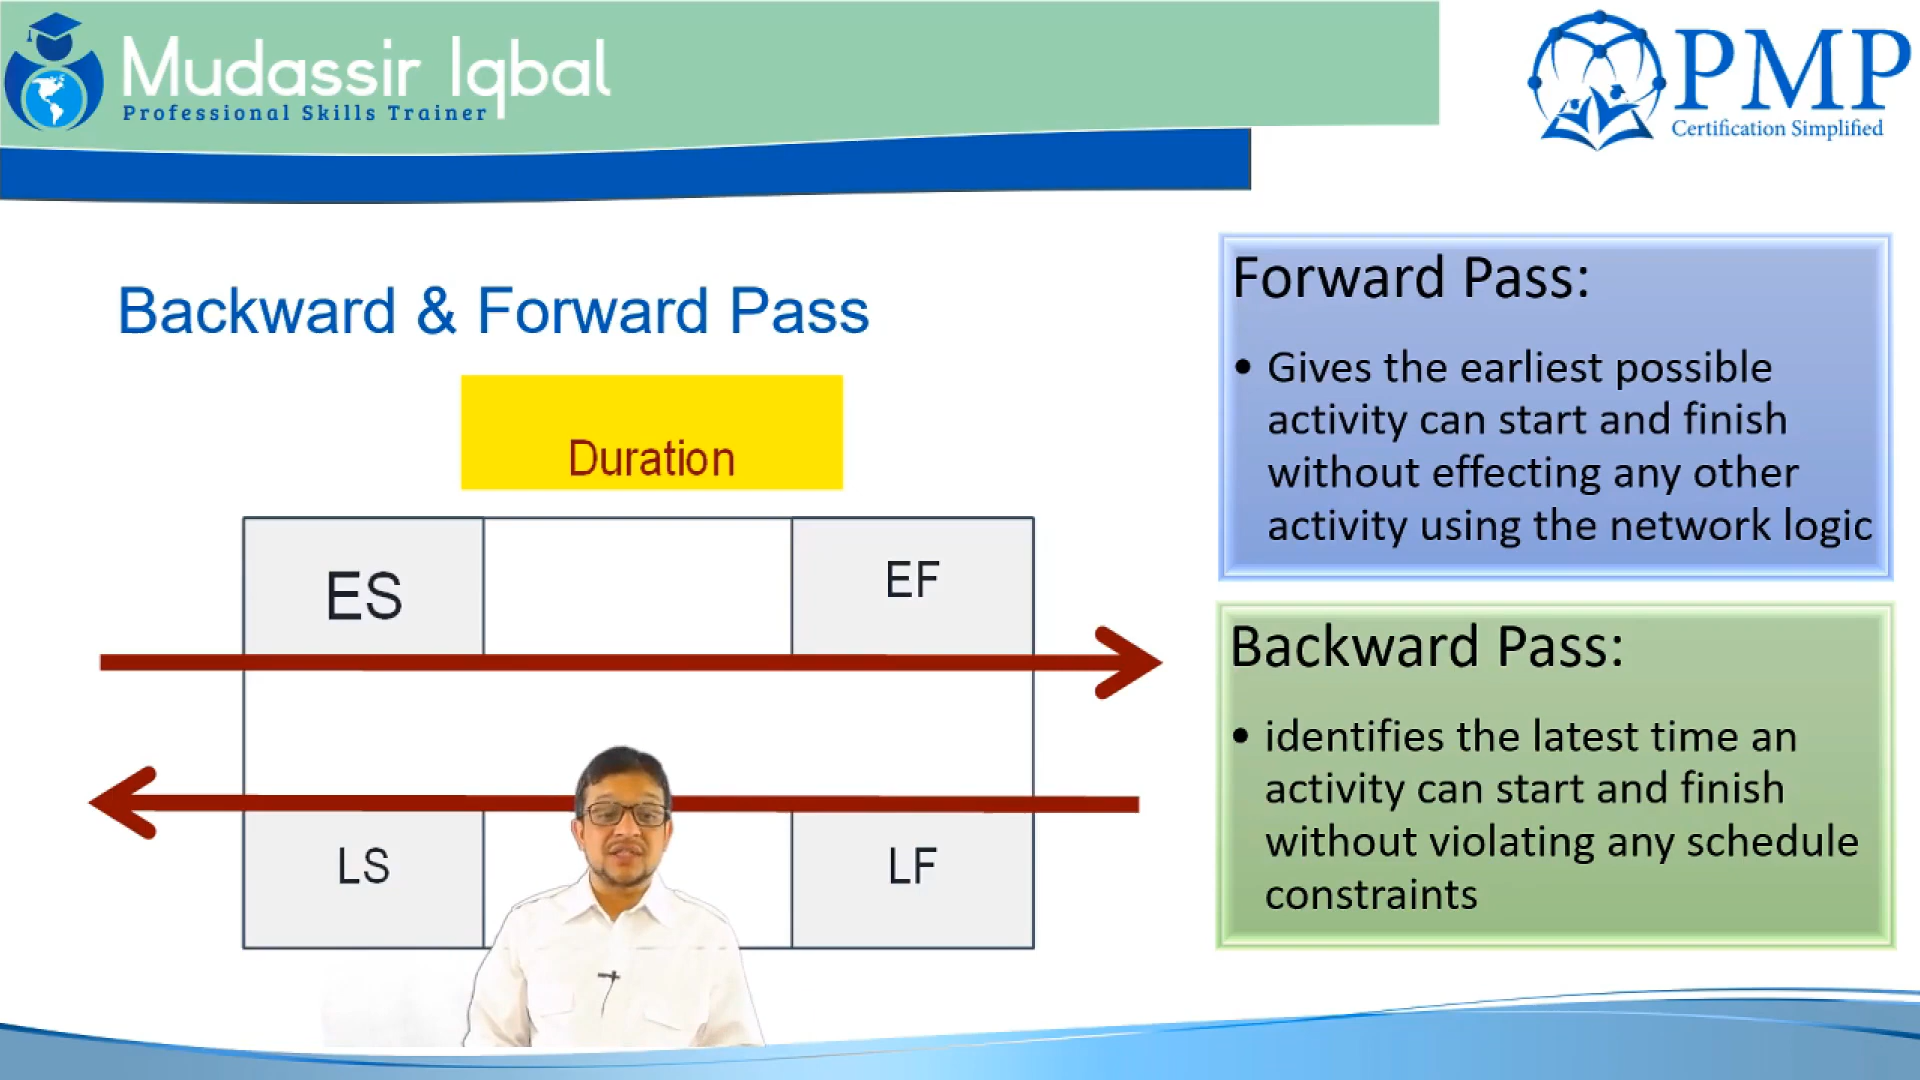 Mudassir Iqbal
Professional Skills Trainer
PMP
Certification Simplified
Backward & Forward Pass
Duration
ES
EF
LS
LF
Forward Pass:
• Gives the earliest possible
activity can start and finish
without effecting any other
activity using the network logic
Backward Pass:
• identifies the latest time an
activity can start and finish
without violating any schedule
constraints